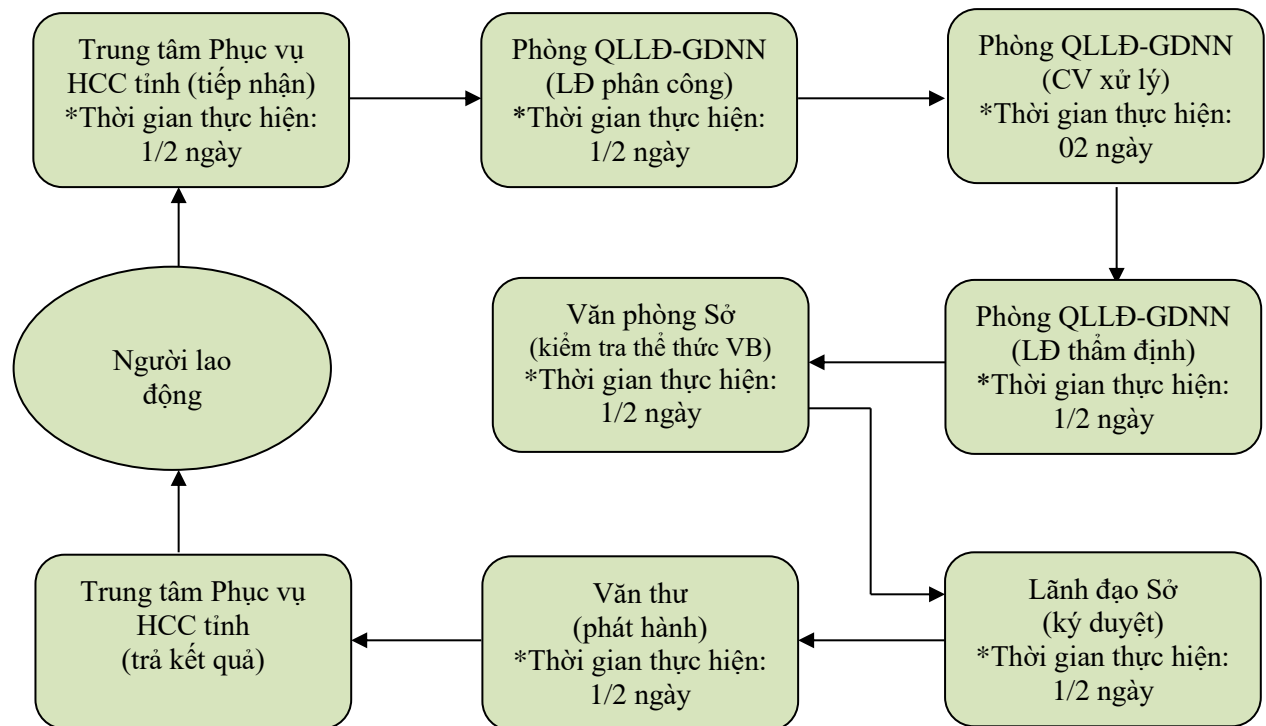 Trung tâm Phục vụ
HCC tỉnh (tiếp nhận)
*Thời gian thực hiện:
1/2 ngày
Phòng QLLĐ-GDNN
(LĐ phân công)
*Thời gian thực hiện:
1/2 ngày
Phòng QLLĐ-GDNN
(CV xử lý)
*Thời gian thực hiện:
02 ngày
Phòng QLLĐ-GDNN
(LĐ thẩm định)
*Thời gian thực hiện:
1/2 ngày
Văn phòng Sở
(kiểm tra thể thức VB)
*Thời gian thực hiện:
1/2 ngày
Lãnh đạo Sở
(ký duyệt)
*Thời gian thực hiện:
1/2 ngày
Văn thư
(phát hành)
*Thời gian thực hiện:
1/2 ngày
Trung tâm Phục vụ
HCC tỉnh
(trả kết quả)
Người lao
động